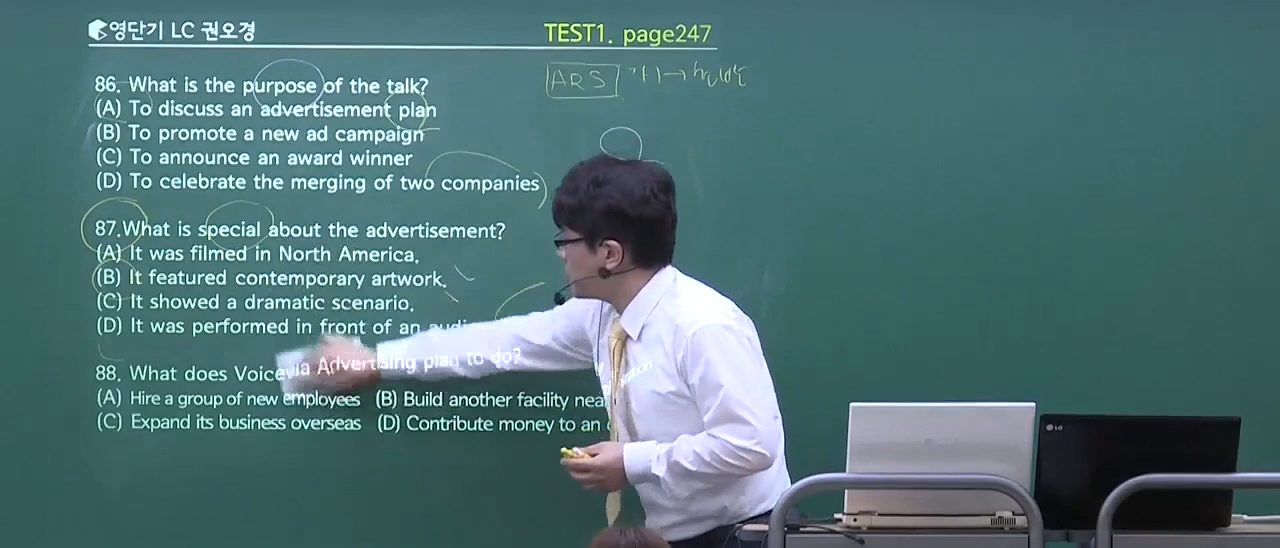 영단기 LC 권오경
TEST1. page247
ARS
86. What is the purpose of the talk?
(A) To discuss an advertisement plan
(B) To promote a new ad campaign
(C) To announce an award winner
(D) To celebrate the merging of two companies
87. What is special about the advertisement?
(A) It was filmed in North America.
(B) It featured contemporary artwork.
(C) It showed a dramatic scenario.
(D) It was performed in front of an
88. What does Voicevia Advertising plan to do?
(A) Hire a group of new employees (B) Build another facility
(C) Expand its business overseas (D) Contribute money to an
LG